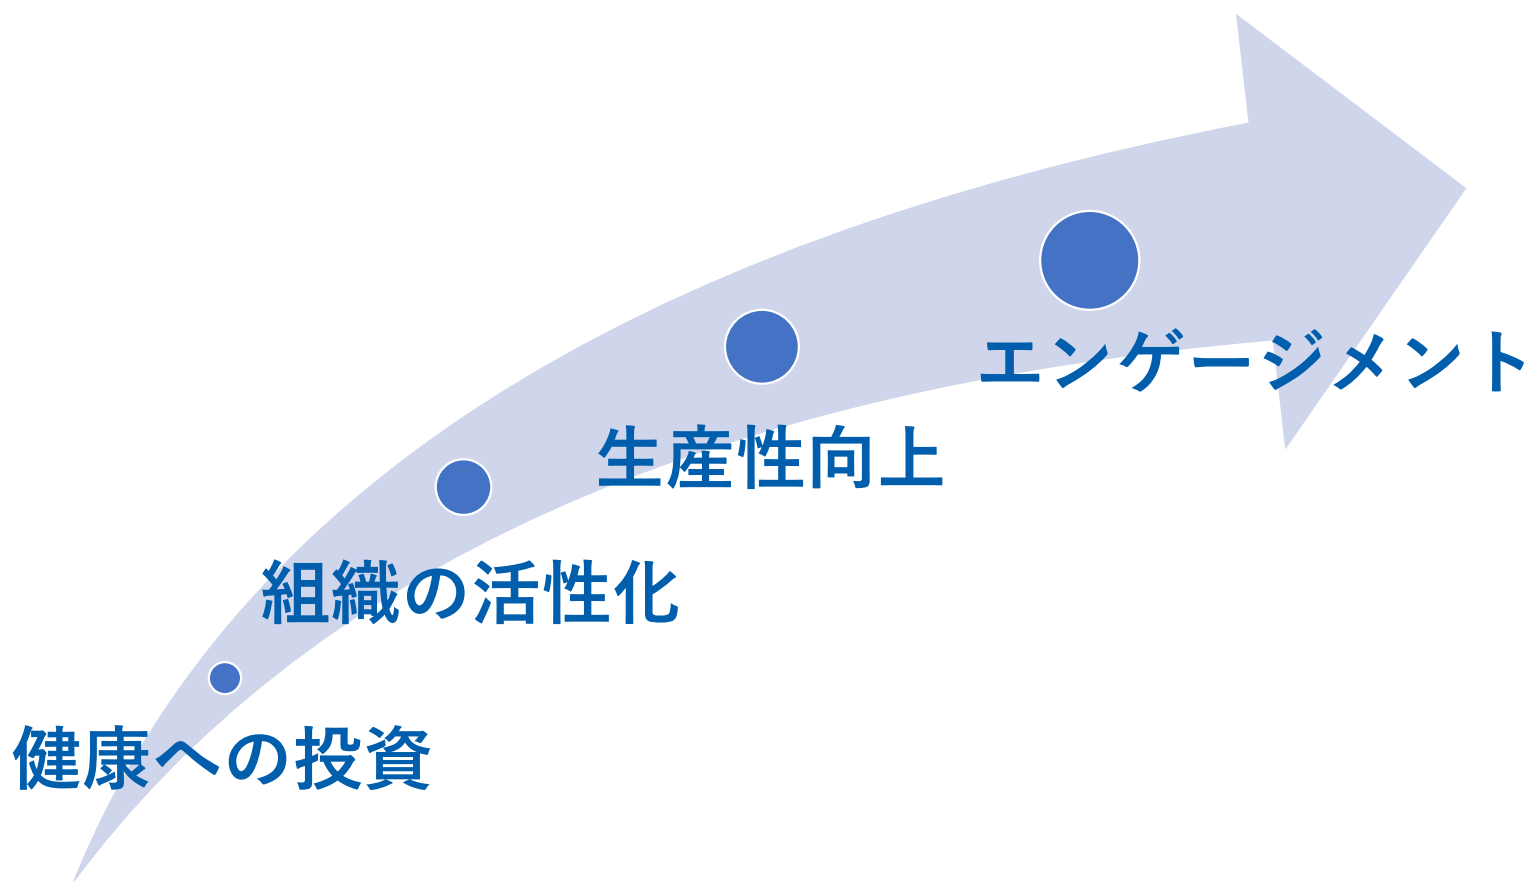 エンゲージメント
生産性向上
組織の活性化
健康への投資